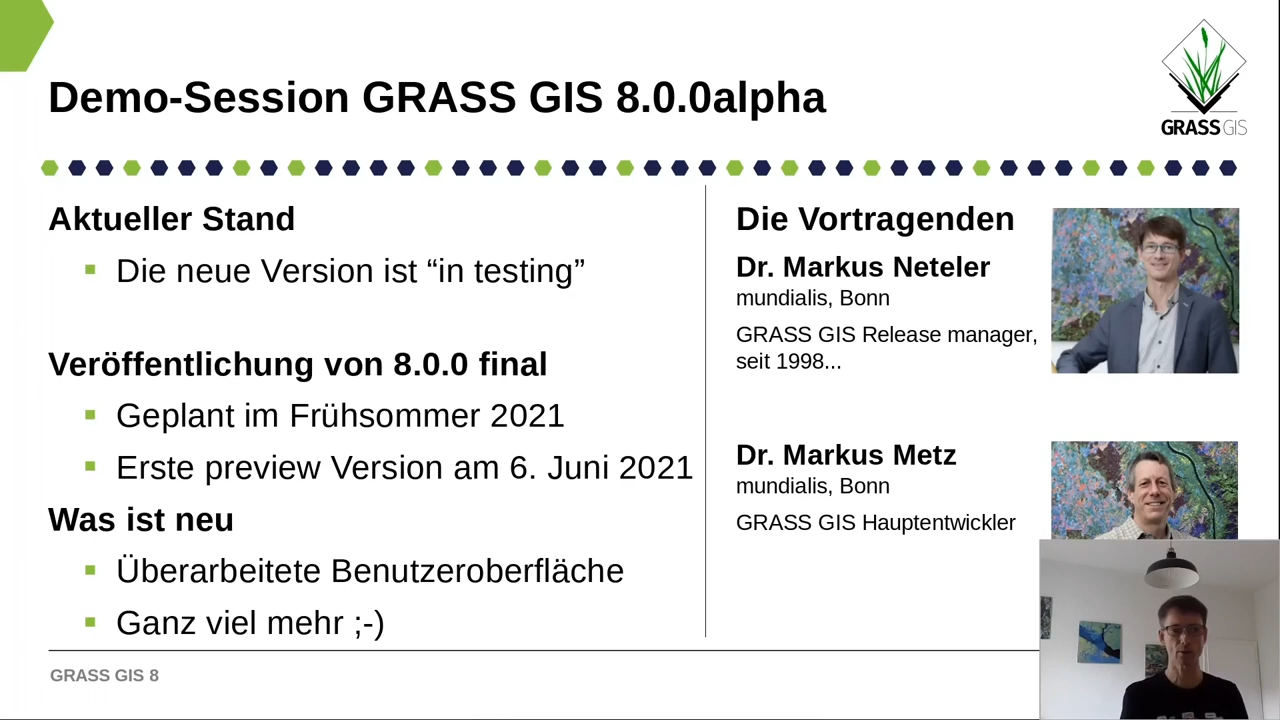 Demo-Session GRASS GIS 8.0.0alpha
GRASS GIS
Aktueller Stand
Die neue Version ist “in testing”
Veröffentlichung von 8.0.0 final
Geplant im Frühsommer 2021
Erste preview Version am 6. Juni 2021
Was ist neu
Überarbeitete Benutzeroberfläche
Ganz viel mehr ;-)
Die Vortragenden
Dr. Markus Neteler
mundialis, Bonn
GRASS GIS Release manager,
seit 1998...
Dr. Markus Metz
mundialis, Bonn
GRASS GIS Hauptentwickler
GRASS GIS 8